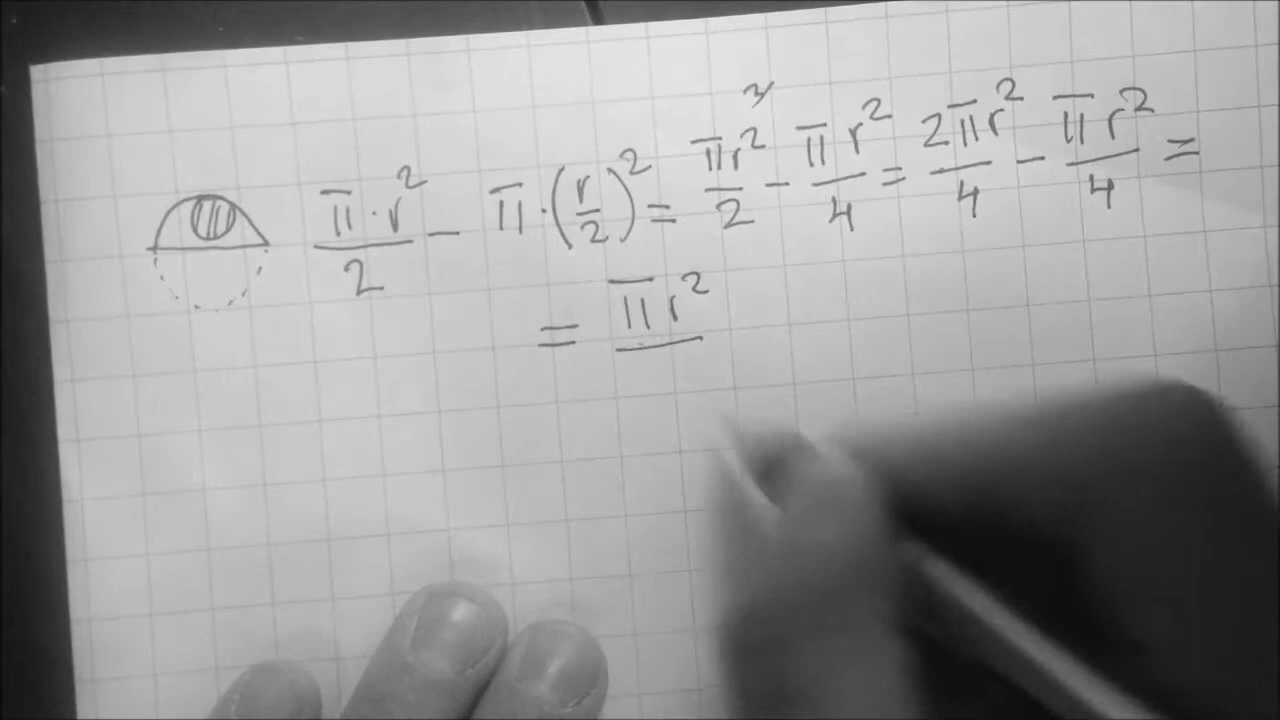 π·r²/2 − π·(r/2)² = πr²/2 − πr²/4 = 2πr²/4 − πr²/4 =
= πr²